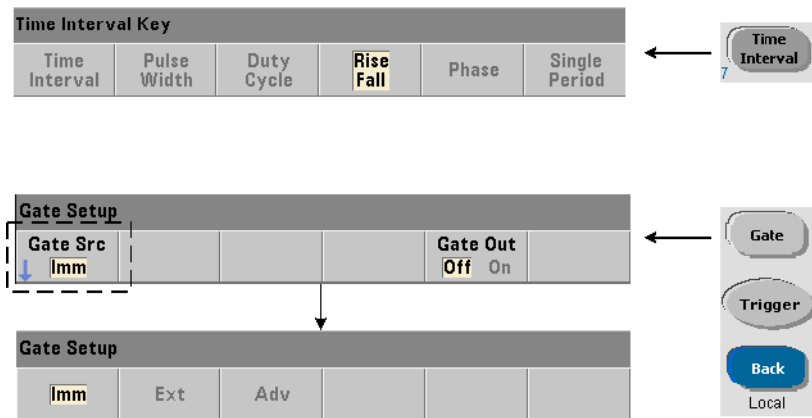 Time Interval Key
Time Interval
Pulse Width
Duty Cycle
Rise Fall
Phase
Single Period
Time Interval
7
Gate Setup
Gate Src
Imm
Gate Out
Off On
Gate
Trigger
Back
Local
Gate Setup
Imm
Ext
Adv